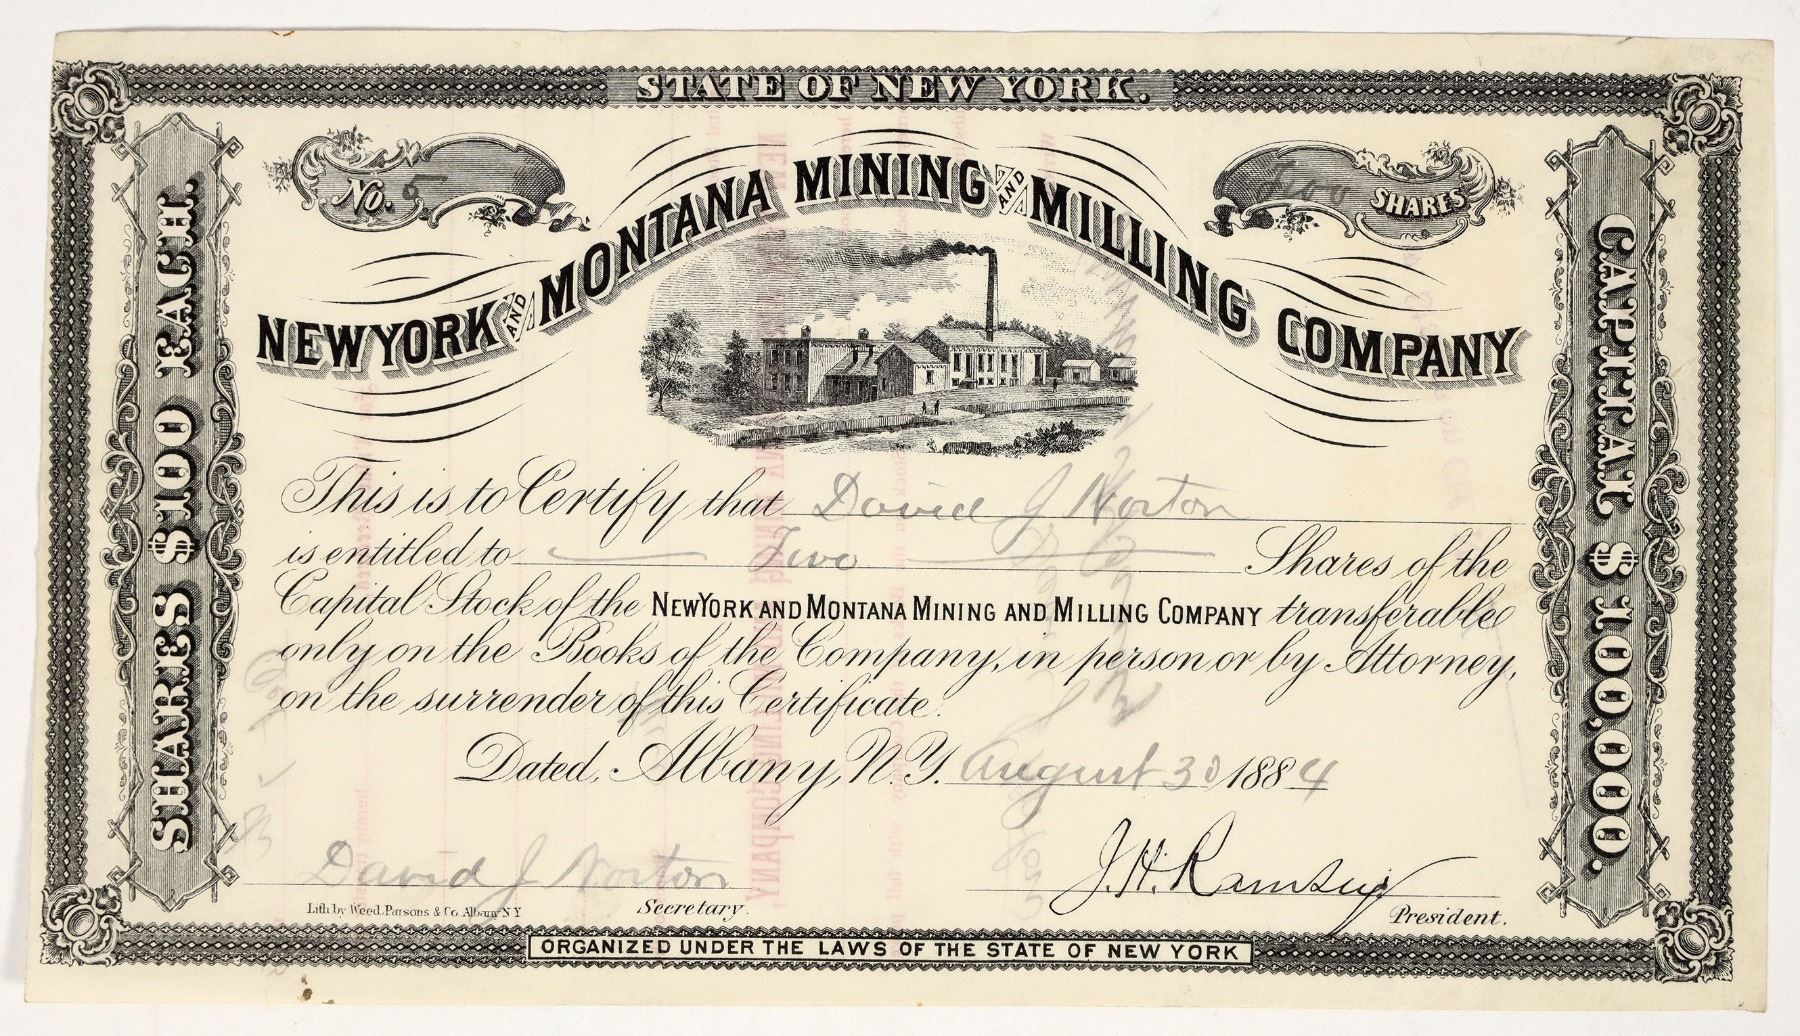 STATE OF NEW YORK.
No. 5
Two SHARES
NEW YORK AND MONTANA MINING AND MILLING COMPANY
SHARES $100 EACH.
CAPITAL $100,000.
This is to Certify that David J Norton
is entitled to Two Shares of the
Capital Stock of the NEW YORK AND MONTANA MINING AND MILLING COMPANY transferable
only on the Books of the Company, in person or by Attorney,
on the surrender of this Certificate.
Dated, Albany, N.Y. August 30 1884
David J Norton
J. H. Ramsey
Lith by Weed. Parsons & Co. Albany N Y
Secretary.
President.
ORGANIZED UNDER THE LAWS OF THE STATE OF NEW YORK